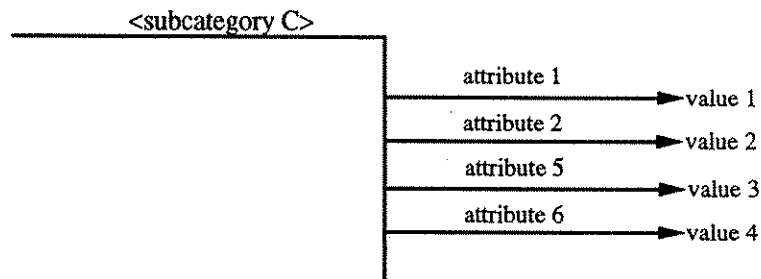 <subcategory C>
attribute 1
value 1
attribute 2
value 2
attribute 5
value 3
attribute 6
value 4